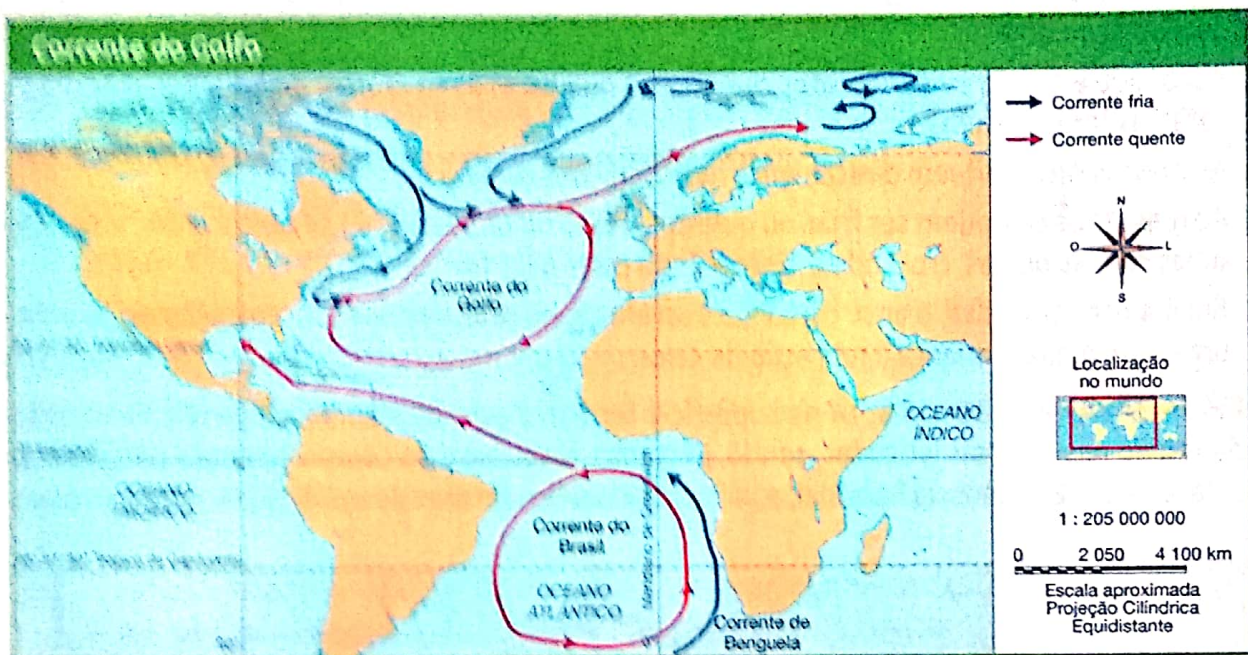 Corrente do Golfo
Corrente fria
Corrente quente
N
O
L
S
Corrente do
Golfo
Localização
no mundo
OCEANO
ÍNDICO
Corrente do
Brasil
OCEANO
ATLÂNTICO
Meridiano de Greenwich
Corrente de
Benguela
1 : 205 000 000
0 2 050 4 100 km
Escala aproximada
Projeção Cilíndrica
Equidistante